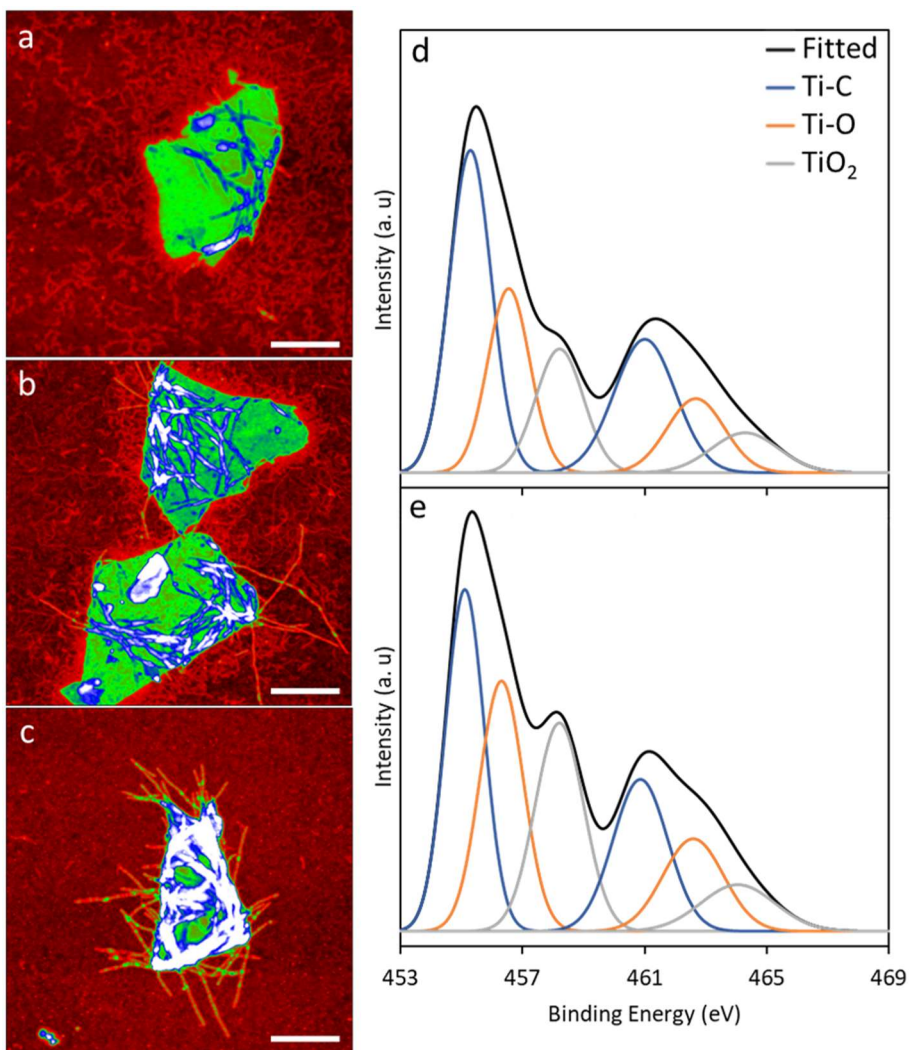 a
b
c
d
Fitted
Ti-C
Ti-O
TiO₂
Intensity (a. u)
e
Intensity (a. u)
453 457 461 465 469
Binding Energy (eV)